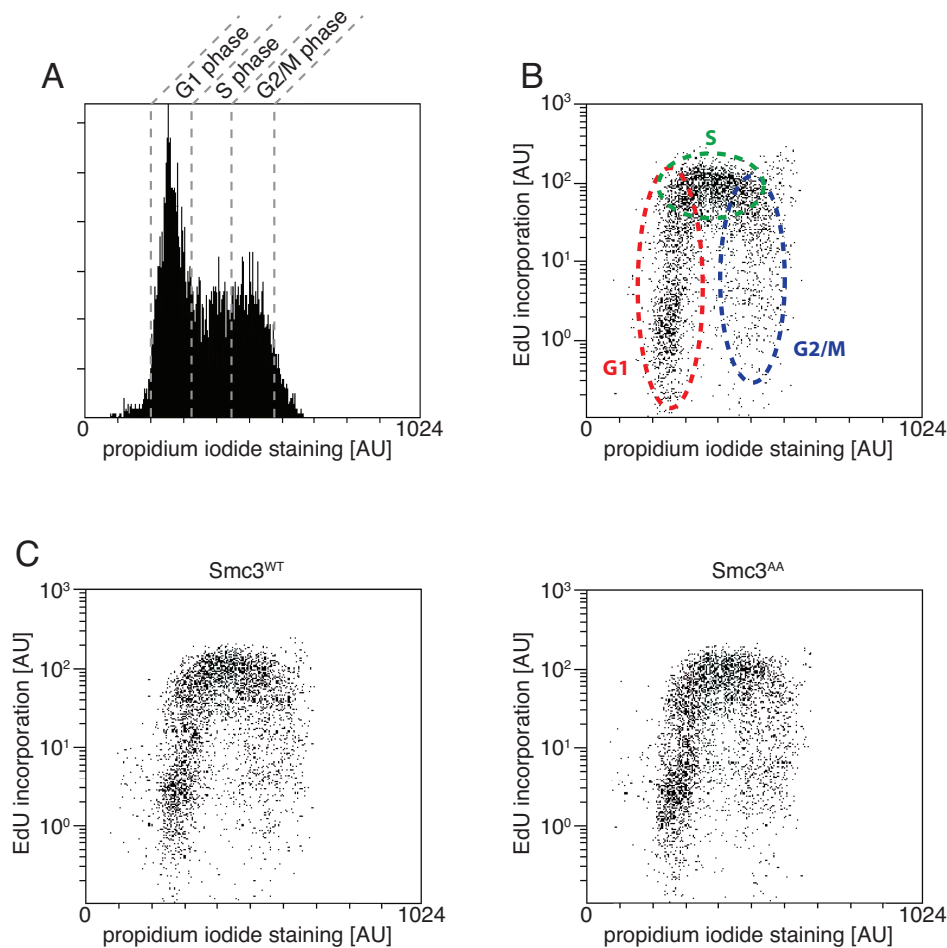 A
G1 phase
S phase
G2/M phase
0
1024
propidium iodide staining [AU]
B
EdU incorporation [AU]
10³
10²
10¹
10⁰
S
G1
G2/M
0
1024
propidium iodide staining [AU]
C
Smc3ᵂᵀ
EdU incorporation [AU]
10³
10²
10¹
10⁰
0
1024
propidium iodide staining [AU]
Smc3ᴬᴬ
EdU incorporation [AU]
10³
10²
10¹
10⁰
0
1024
propidium iodide staining [AU]